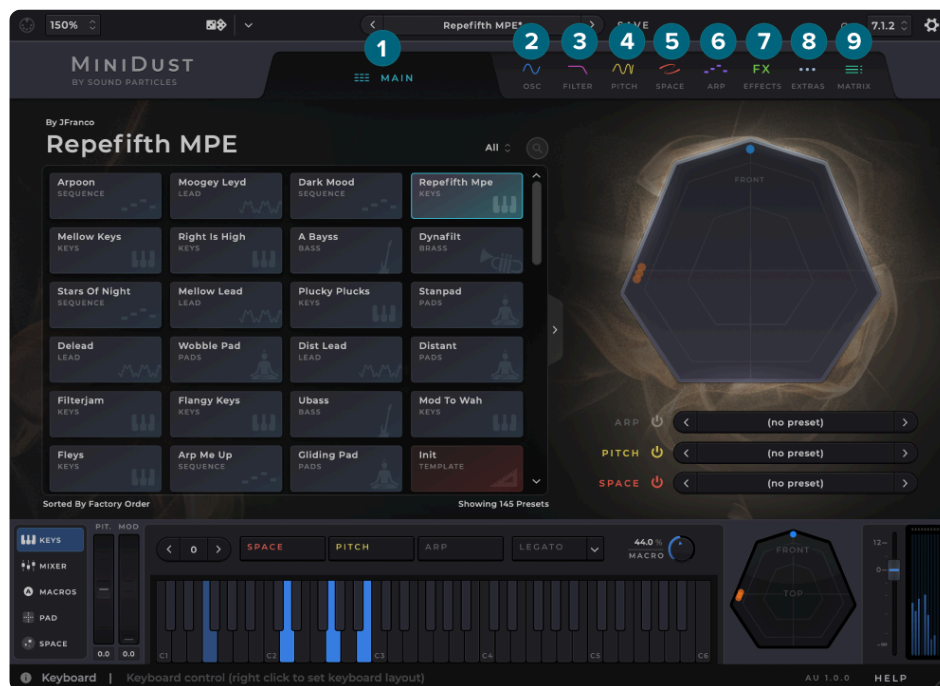 150%
Repefifth MPE*
SAVE
7.1.2
1 2 3 4 5 6 7 8 9
MINIDUST
BY SOUND PARTICLES
MAIN
FX
OSC FILTER PITCH SPACE ARP EFFECTS EXTRAS MATRIX
By JFranco
Repefifth MPE
All
Arpoon Moogey Leyd Dark Mood Repefifth Mpe
SEQUENCE LEAD SEQUENCE KEYS
Mellow Keys Right Is High A Bayss Dynafilt
KEYS KEYS BASS BRASS
Stars Of Night Mellow Lead Plucky Plucks Stanpad
SEQUENCE LEAD KEYS PADS
Delead Wobble Pad Dist Lead Distant
LEAD PADS LEAD PADS
Filterjam Flangy Keys Ubass Mod To Wah
KEYS KEYS BASS KEYS
Fleys Arp Me Up Gliding Pad Init
KEYS SEQUENCE PADS TEMPLATE
Sorted By Factory Order
Showing 145 Presets
FRONT
ARP (no preset)
PITCH (no preset)
SPACE (no preset)
KEYS
MIXER
A MACROS
PAD
SPACE
PIT. MOD
0.0 0.0
0
SPACE
PITCH
ARP
LEGATO
44.0 %
MACRO
C1 C2 C3 C4 C5 C6
FRONT
TOP
12-
0-
-∞
Keyboard | Keyboard control (right click to set keyboard layout)
AU 1.0.0
HELP